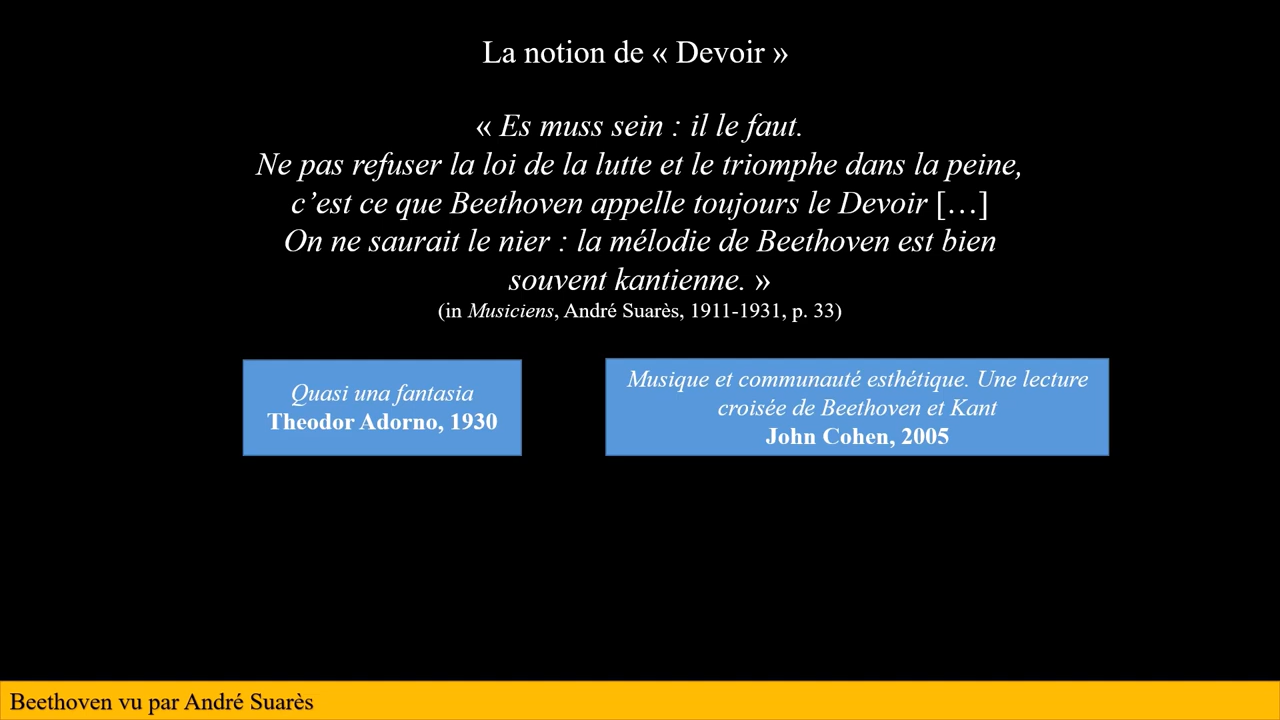 La notion de « Devoir »
« Es muss sein : il le faut.
Ne pas refuser la loi de la lutte et le triomphe dans la peine,
c’est ce que Beethoven appelle toujours le Devoir […]
On ne saurait le nier : la mélodie de Beethoven est bien
souvent kantienne. »
(in Musiciens, André Suarès, 1911-1931, p. 33)
Quasi una fantasia
Theodor Adorno, 1930
Musique et communauté esthétique. Une lecture
croisée de Beethoven et Kant
John Cohen, 2005
Beethoven vu par André Suarès